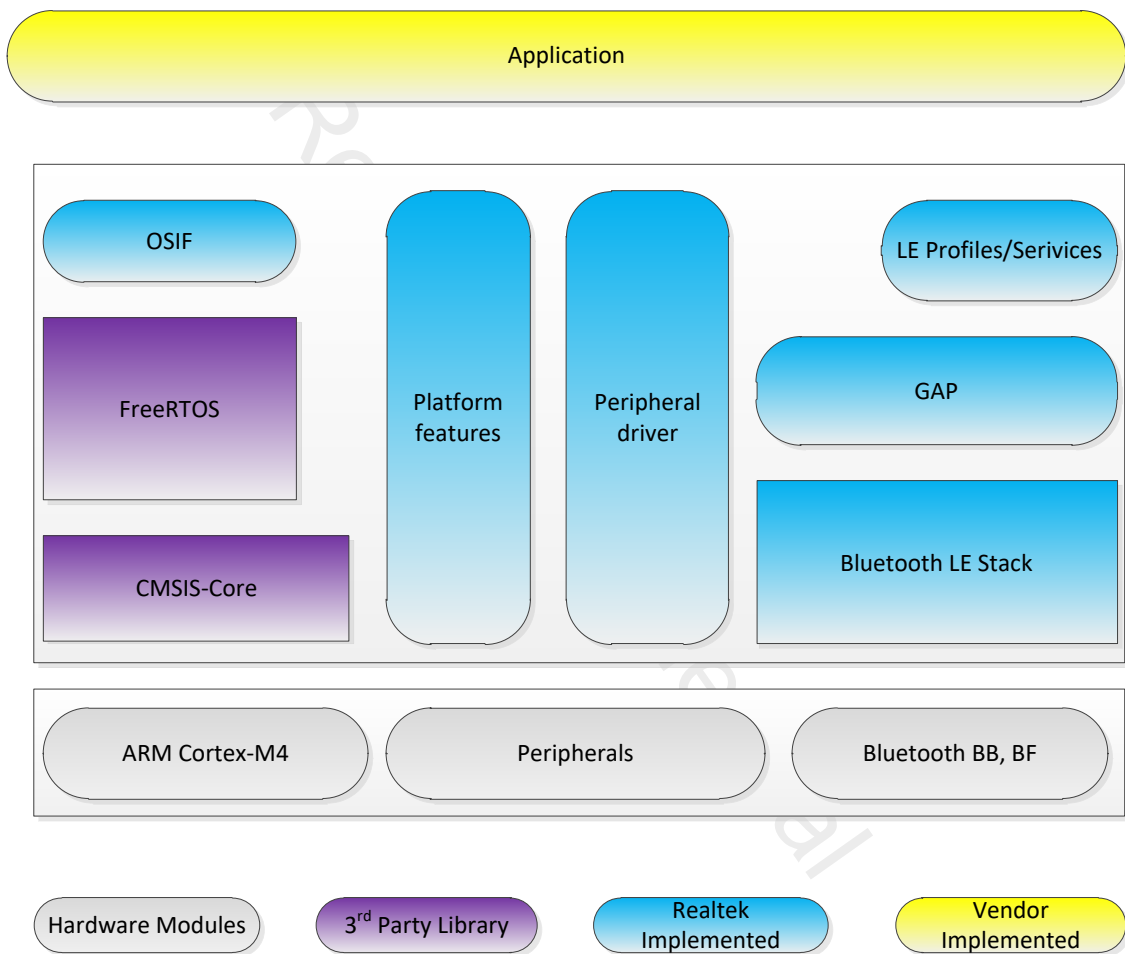 Application
OSIF
LE Profiles/Serivices
FreeRTOS
Platform
features
Peripheral
driver
GAP
CMSIS-Core
Bluetooth LE Stack
ARM Cortex-M4
Peripherals
Bluetooth BB, BF
Hardware Modules
3rd Party Library
Realtek
Implemented
Vendor
Implemented